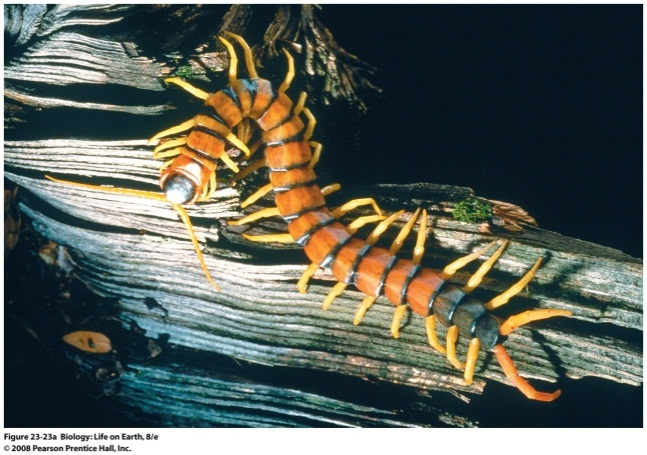 Figure 23-23a Biology: Life on Earth, 8/e
© 2008 Pearson Prentice Hall, Inc.